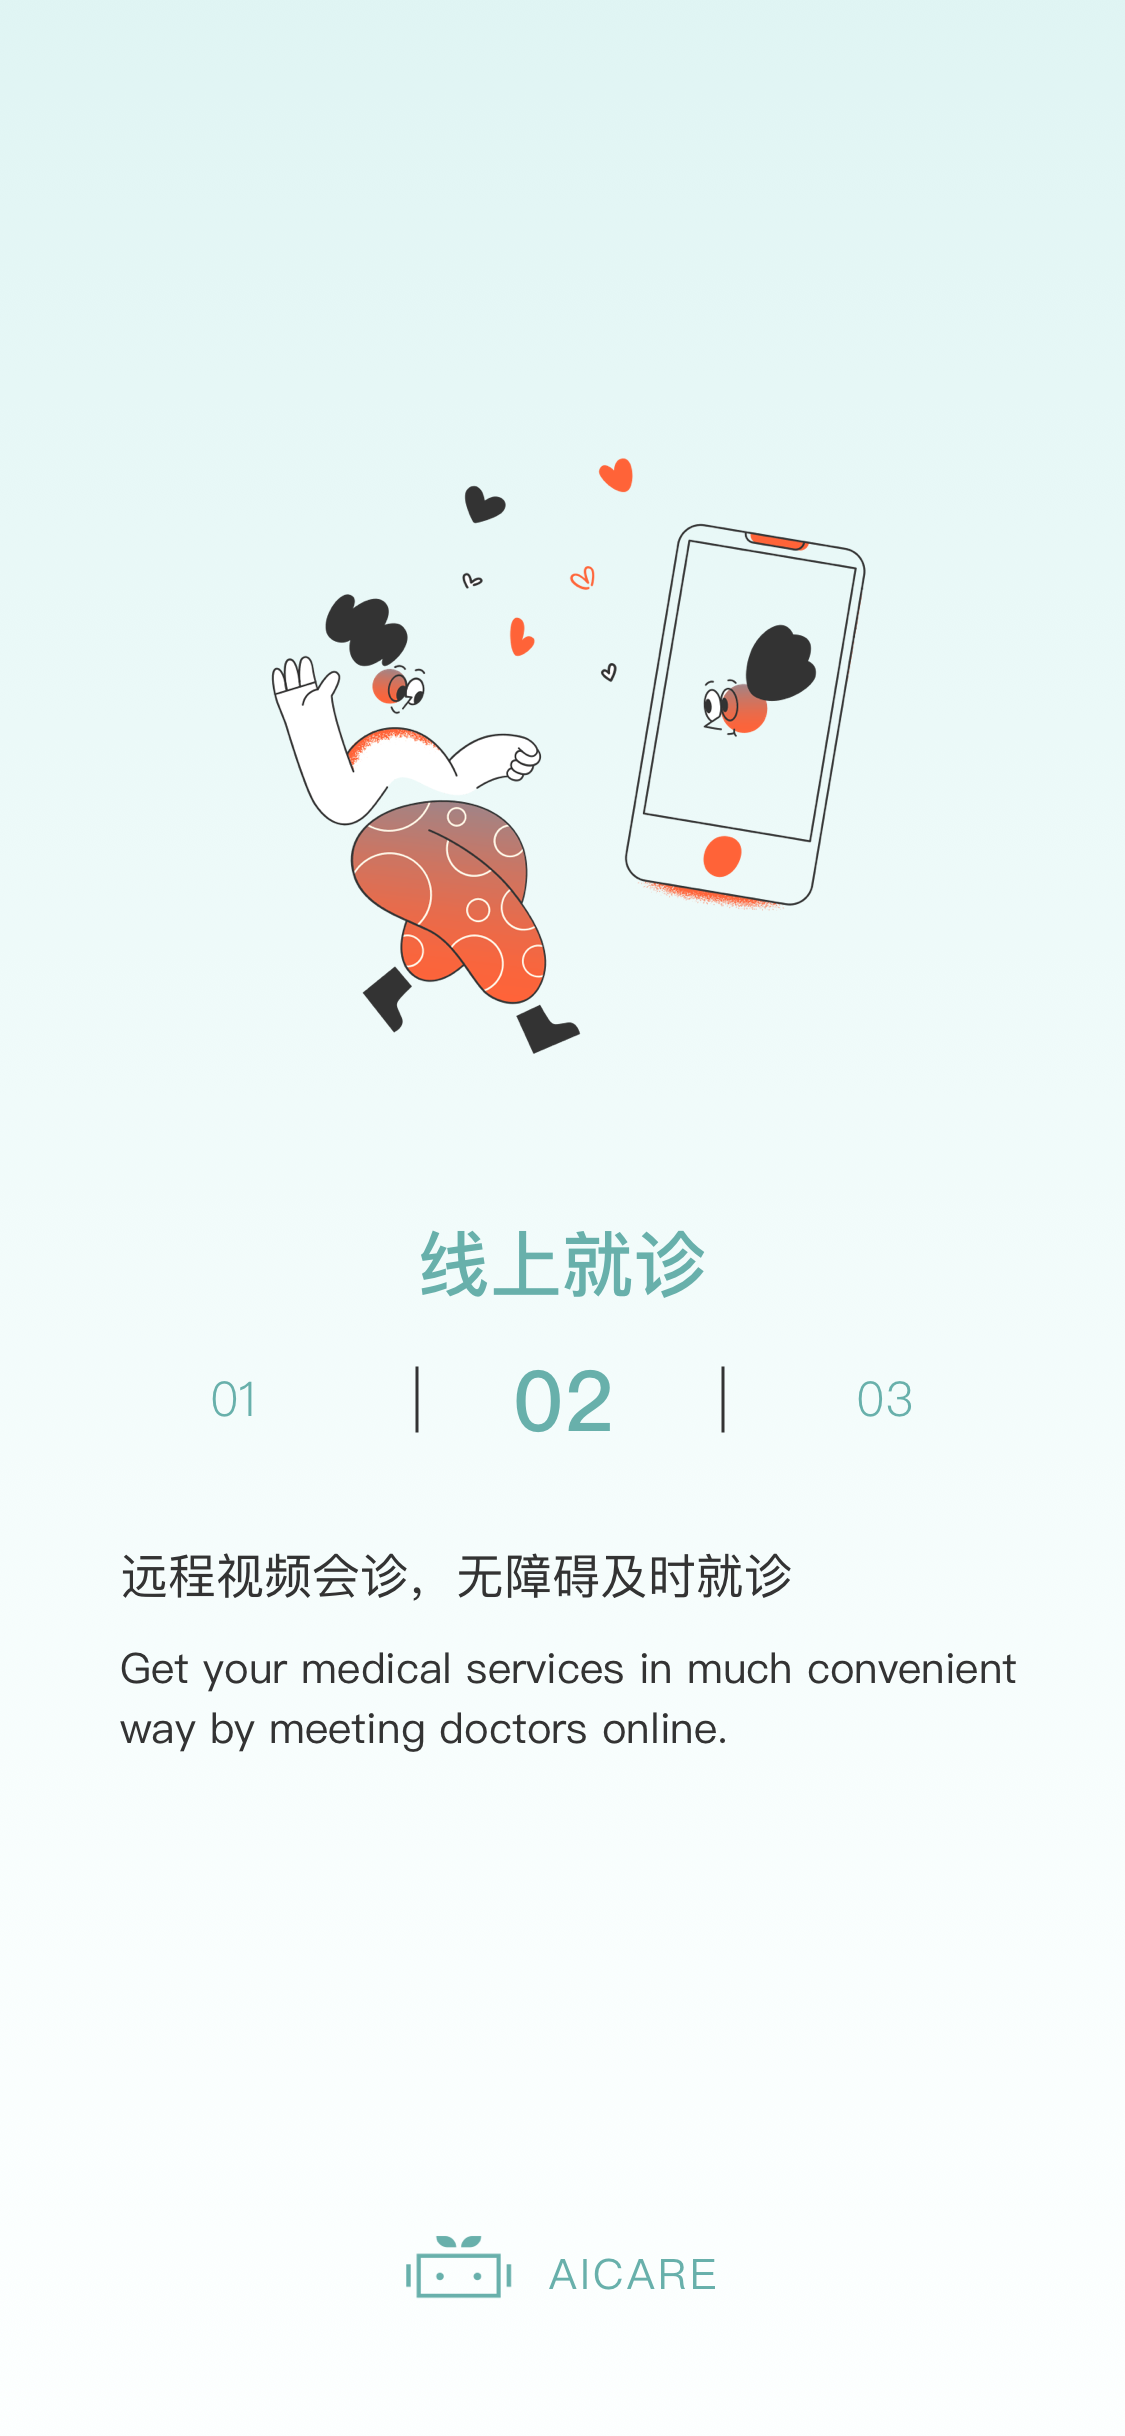 线上就诊
01 | 02 | 03
远程视频会诊，无障碍及时就诊
Get your medical services in much convenient
way by meeting doctors online.
AICARE